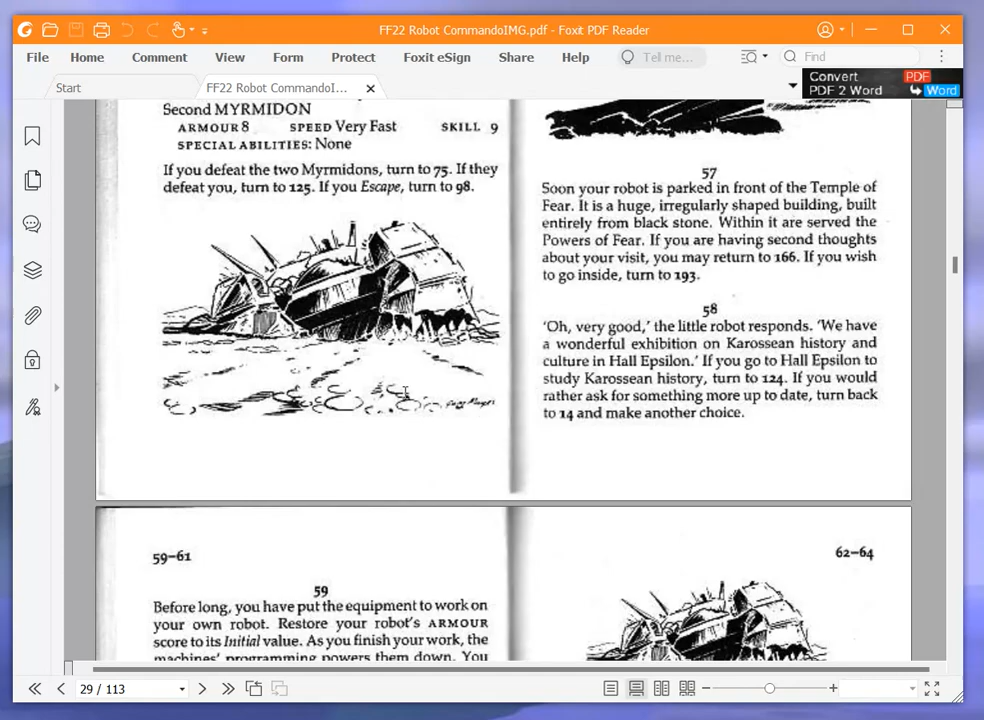 FF22 Robot CommandoIMG.pdf - Foxit PDF Reader
File Home Comment View Form Protect Foxit eSign Share Help Tell me... Find
Start FF22 Robot CommandoI... Convert PDF
PDF 2 Word Word
Second MYRMIDON
ARMOUR 8 SPEED Very Fast SKILL 9
SPECIAL ABILITIES: None
If you defeat the two Myrmidons, turn to 75. If they
defeat you, turn to 125. If you Escape, turn to 98.
57
Soon your robot is parked in front of the Temple of
Fear. It is a huge, irregularly shaped building, built
entirely from black stone. Within it are served the
Powers of Fear. If you are having second thoughts
about your visit, you may return to 166. If you wish
to go inside, turn to 193.
58
'Oh, very good,' the little robot responds. 'We have
a wonderful exhibition on Karossean history and
culture in Hall Epsilon.' If you go to Hall Epsilon to
study Karossean history, turn to 124. If you would
rather ask for something more up to date, turn back
to 14 and make another choice.
59–61
59
Before long, you have put the equipment to work on
your own robot. Restore your robot's ARMOUR
score to its Initial value. As you finish your work, the
machines' programming powers them down. You
62–64
29 / 113